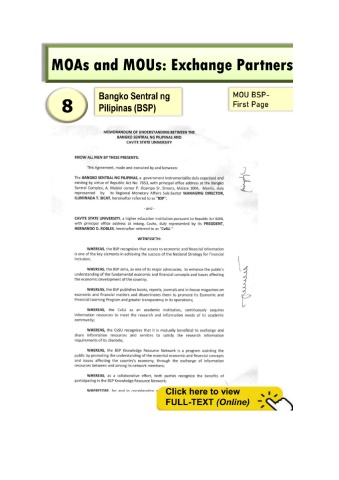 MOAs and MOUs: Exchange Partners
8
Bangko Sentral ng
Pilipinas (BSP)
MOU BSP-
First Page
MEMORANDUM OF UNDERSTANDING BETWEEN THE
BANGKO SENTRAL NG PILIPINAS AND
CAVITE STATE UNIVERSITY
KNOW ALL MEN BY THESE PRESENTS:
This Agreement, made and executed by and between:
The BANGKO SENTRAL NG PILIPINAS, a government instrumentality duly organized and
existing by virtue of Republic Act No. 7653, with principal office address at the Bangko
Sentral Complex, A. Mabini corner P. Ocampo Sr. Streets, Malate 1004, Manila, duly
represented by its Regional Monetary Affairs Sub-Sector MANAGING DIRECTOR,
ILUMINADA T. SICAT, hereinafter referred to as "BSP";
- and -
CAVITE STATE UNIVERSITY, a higher education institution pursuant to Republic Act 8468,
with principal office address at Indang, Cavite, duly represented by its PRESIDENT,
HERNANDO D. ROBLES, hereinafter referred to as "CvSU."
WITNESSETH:
WHEREAS, the BSP recognizes that access to economic and financial information
is one of the key elements in achieving the success of the National Strategy for Financial
Inclusion;
WHEREAS, the BSP aims, as one of its major advocacies, to enhance the public's
understanding of the fundamental economic and financial concepts and issues affecting
the economic development of the country;
WHEREAS, the BSP publishes books, reports, journals and in-house magazines on
economic and financial matters and disseminates them to promote its Economic and
Financial Learning Program and greater transparency in its operations;
WHEREAS, the CvSU as an academic institution, continuously requires
information resources to meet the research and information needs of its academic
community;
WHEREAS, the CvSU recognizes that it is mutually beneficial to exchange and
share information resources and services to satisfy the research information
requirements of its clientele;
WHEREAS, the BSP Knowledge Resource Network is a program assisting the
public by promoting the understanding of the essential economic and financial concepts
and issues affecting the country's economy, through the exchange of information
resources between and among its network members;
WHEREAS, as a collaborative effort, both parties recognize the benefits of
participating in the BSP Knowledge Resource Network;
WHEREFORE, for and in consideration
Click here to view
FULL-TEXT (Online)